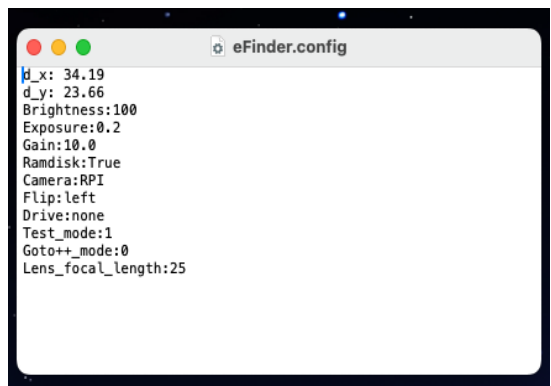 eFinder.config
d_x: 34.19
d_y: 23.66
Brightness:100
Exposure:0.2
Gain:10.0
Ramdisk:True
Camera:RPI
Flip:left
Drive:none
Test_mode:1
Goto++_mode:0
Lens_focal_length:25